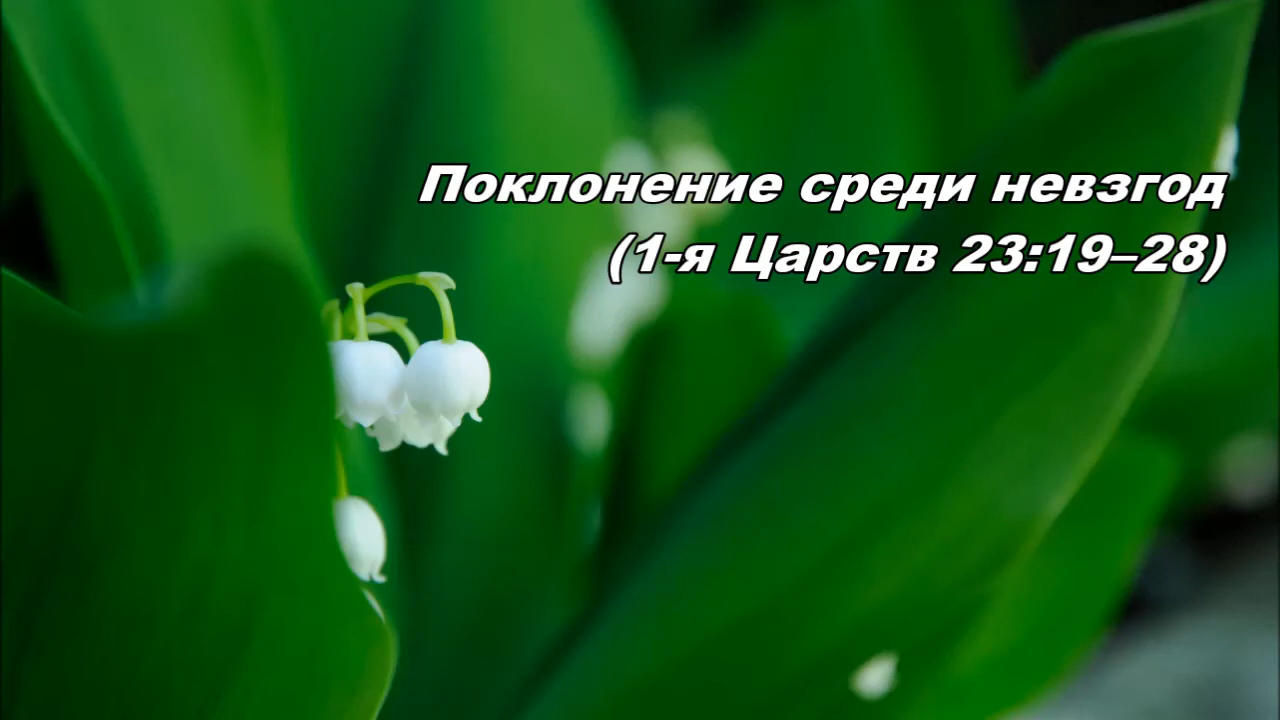 Поклонение среди невзгод
(1-я Царств 23:19–28)